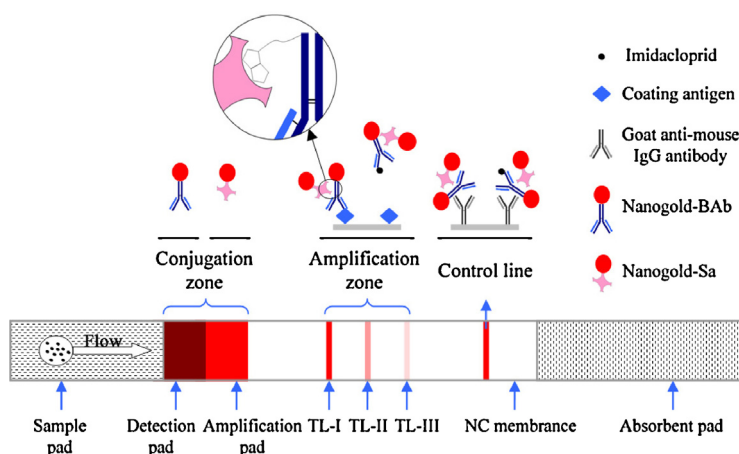 Imidacloprid
Coating antigen
Goat anti-mouse
IgG antibody
Nanogold-BAb
Nanogold-Sa
Conjugation
zone
Amplification
zone
Control line
Flow
Sample
pad
Detection
pad
Amplification
pad
TL-I
TL-II
TL-III
NC membrance
Absorbent pad